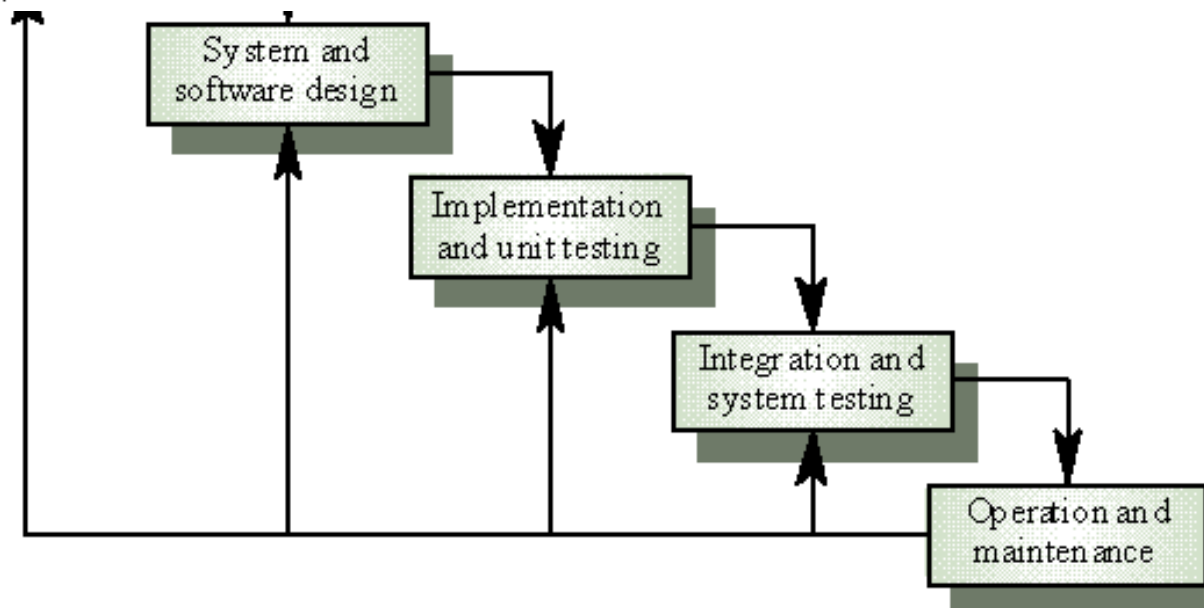 System and
software design
Implementation
and unit testing
Integration and
system testing
Operation and
maintenance